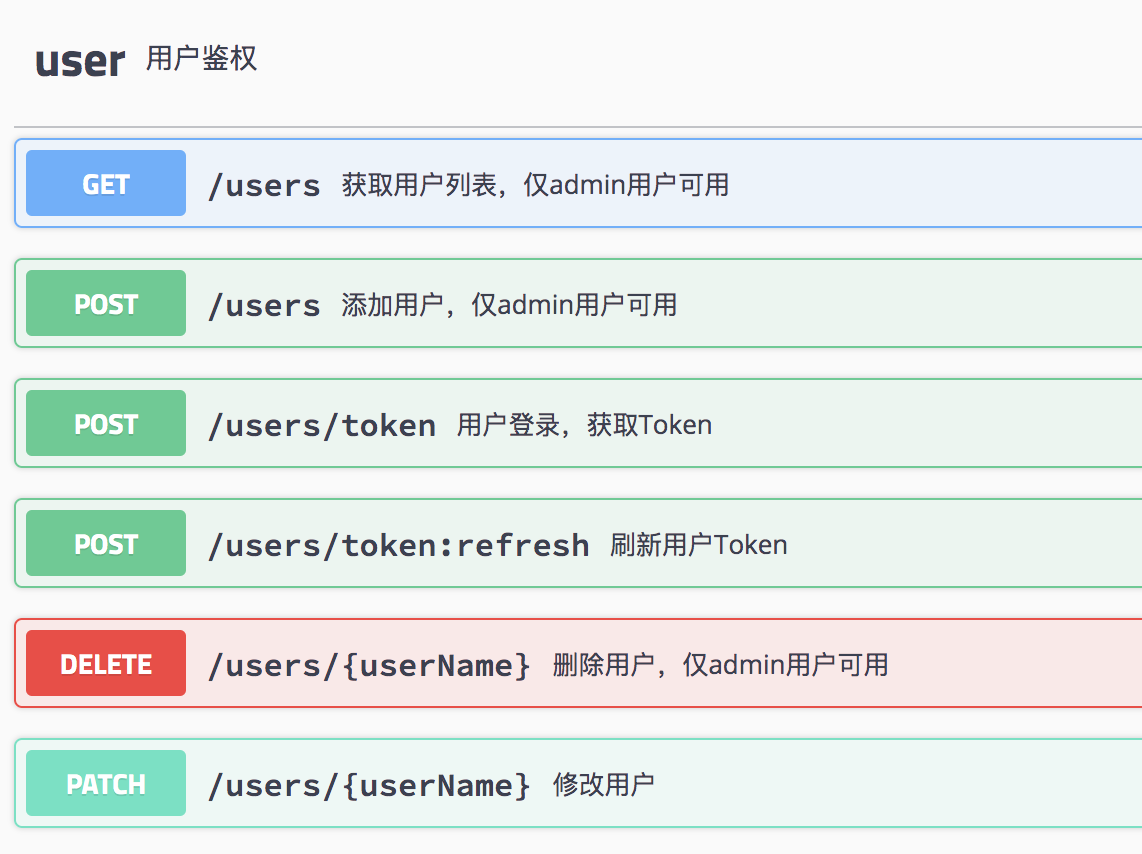 user 用户鉴权
GET /users 获取用户列表，仅admin用户可用
POST /users 添加用户，仅admin用户可用
POST /users/token 用户登录，获取Token
POST /users/token:refresh 刷新用户Token
DELETE /users/{userName} 删除用户，仅admin用户可用
PATCH /users/{userName} 修改用户